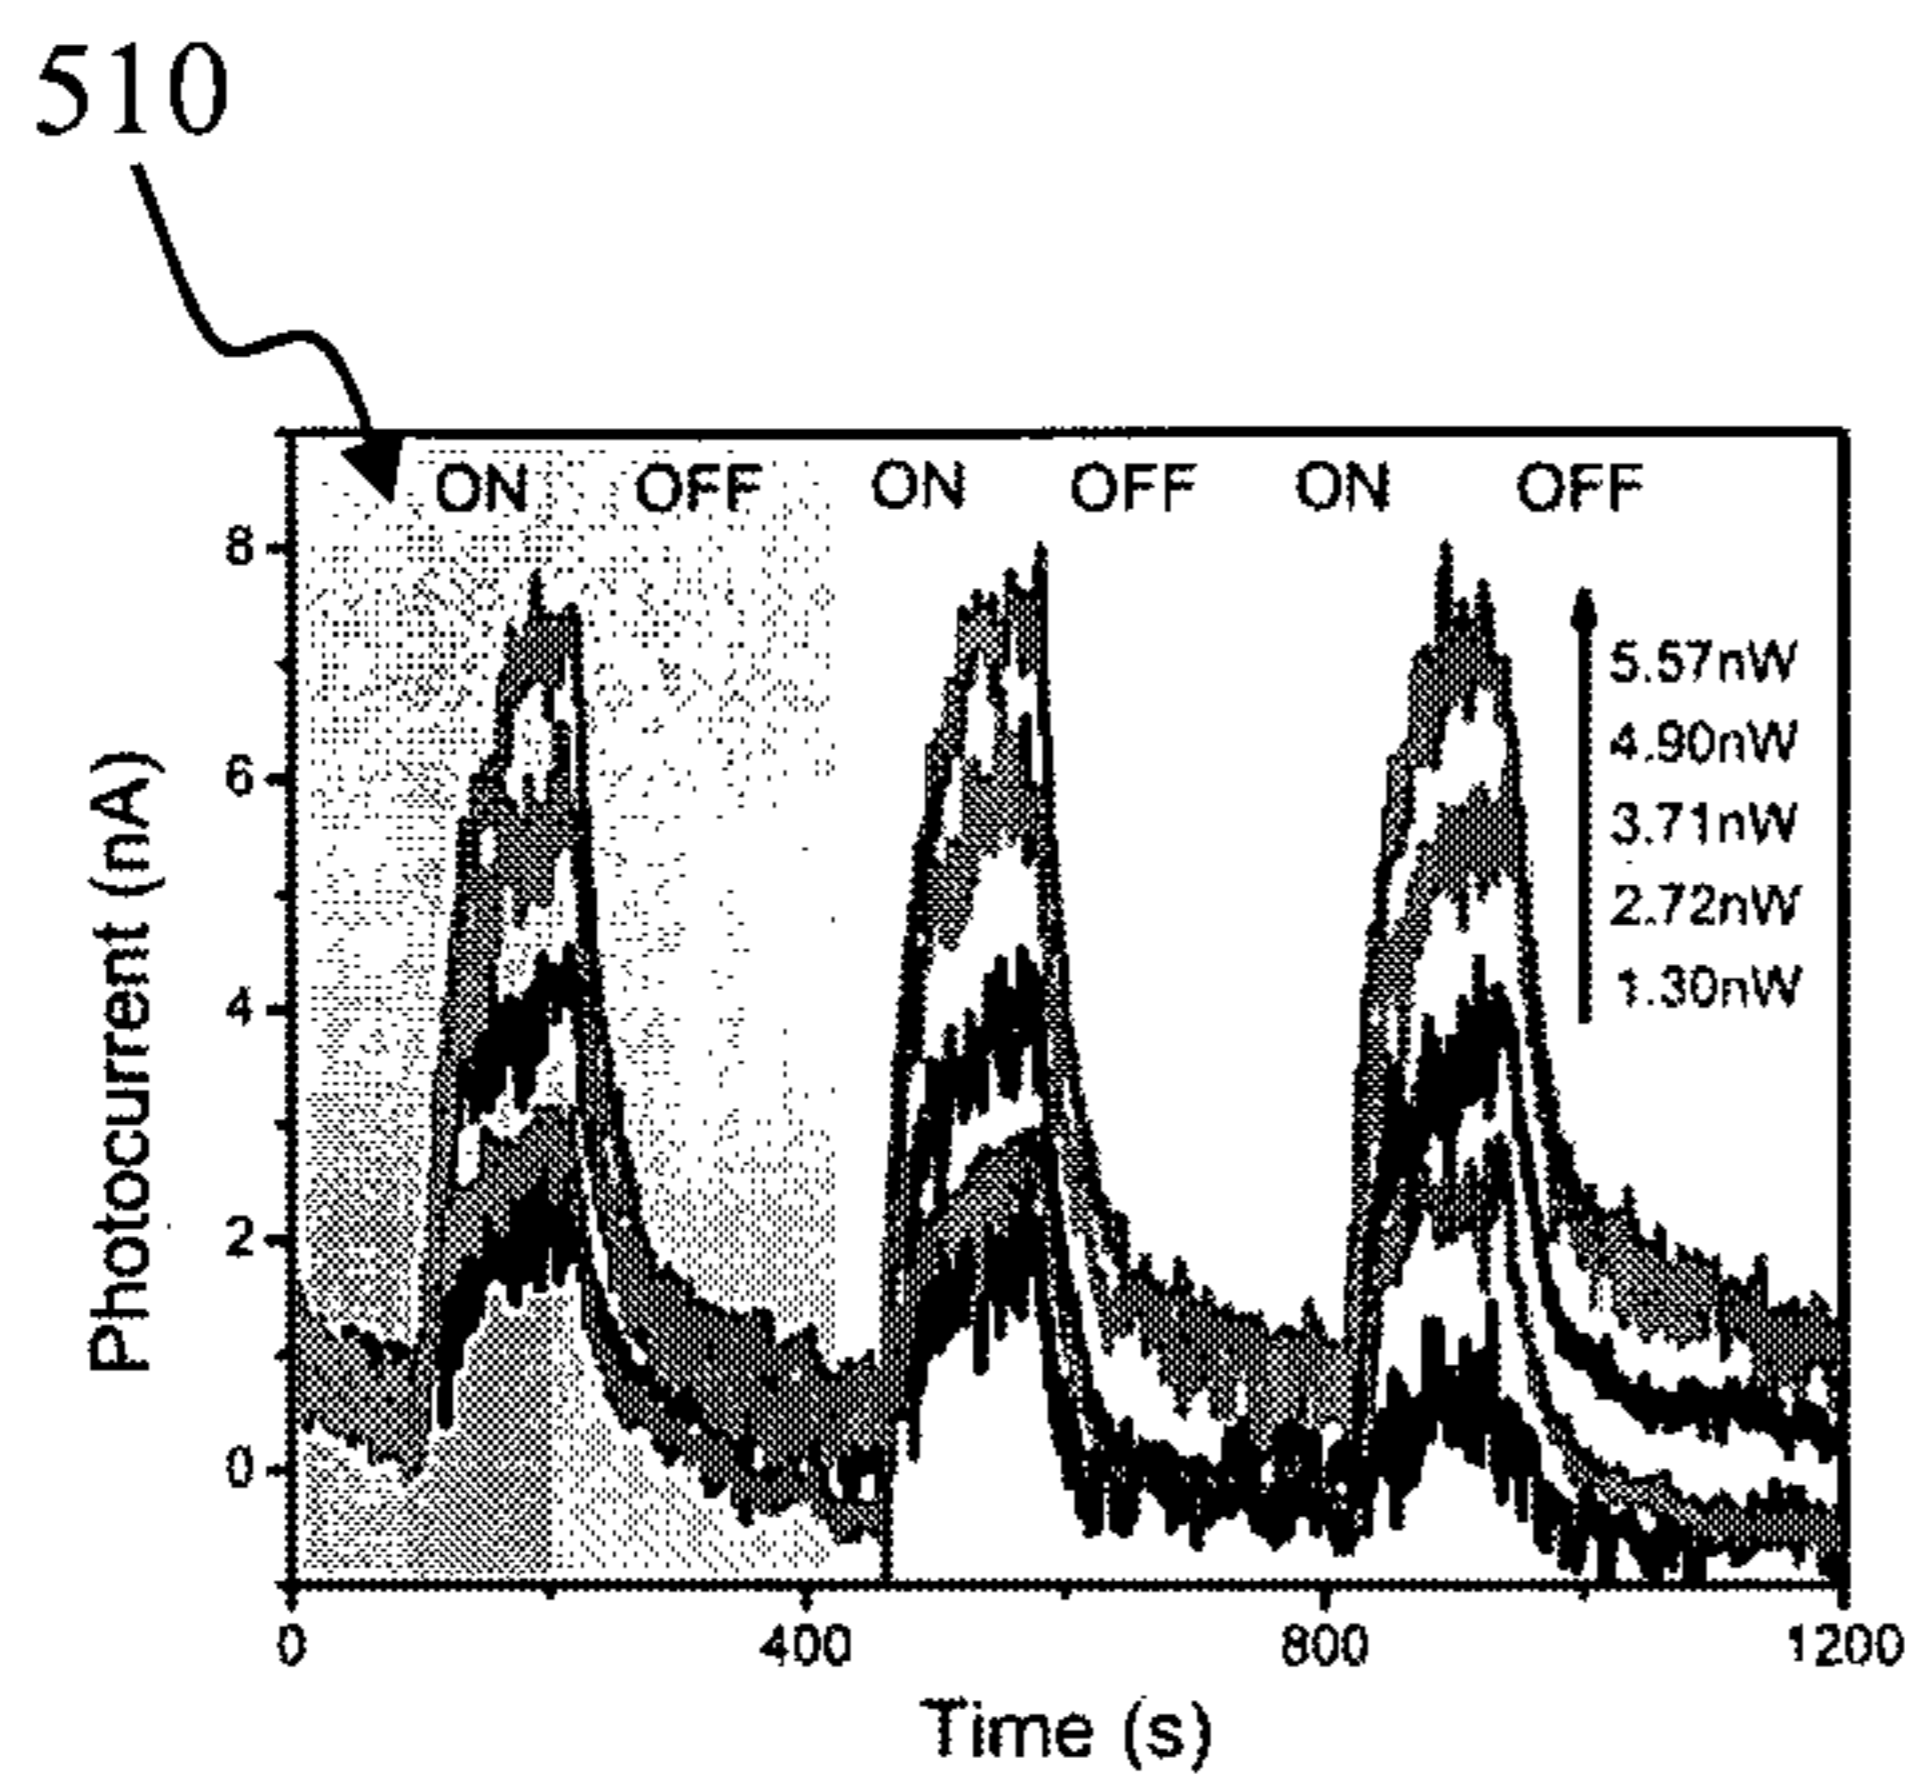 510
ON OFF ON OFF ON OFF
8
6
4
2
0
Photocurrent (nA)
5.57nW
4.90nW
3.71nW
2.72nW
1.30nW
0 400 800 1200
Time (s)